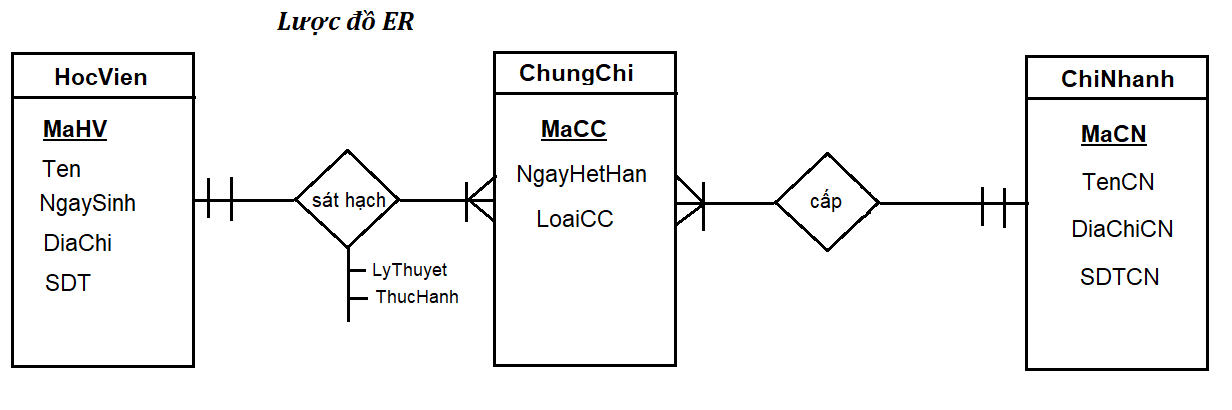 Lược đồ ER
HocVien
MaHV
Ten
NgaySinh
DiaChi
SDT
sát hạch
LyThuyet
ThucHanh
ChungChi
MaCC
NgayHetHan
LoaiCC
cấp
ChiNhanh
MaCN
TenCN
DiaChiCN
SDTCN